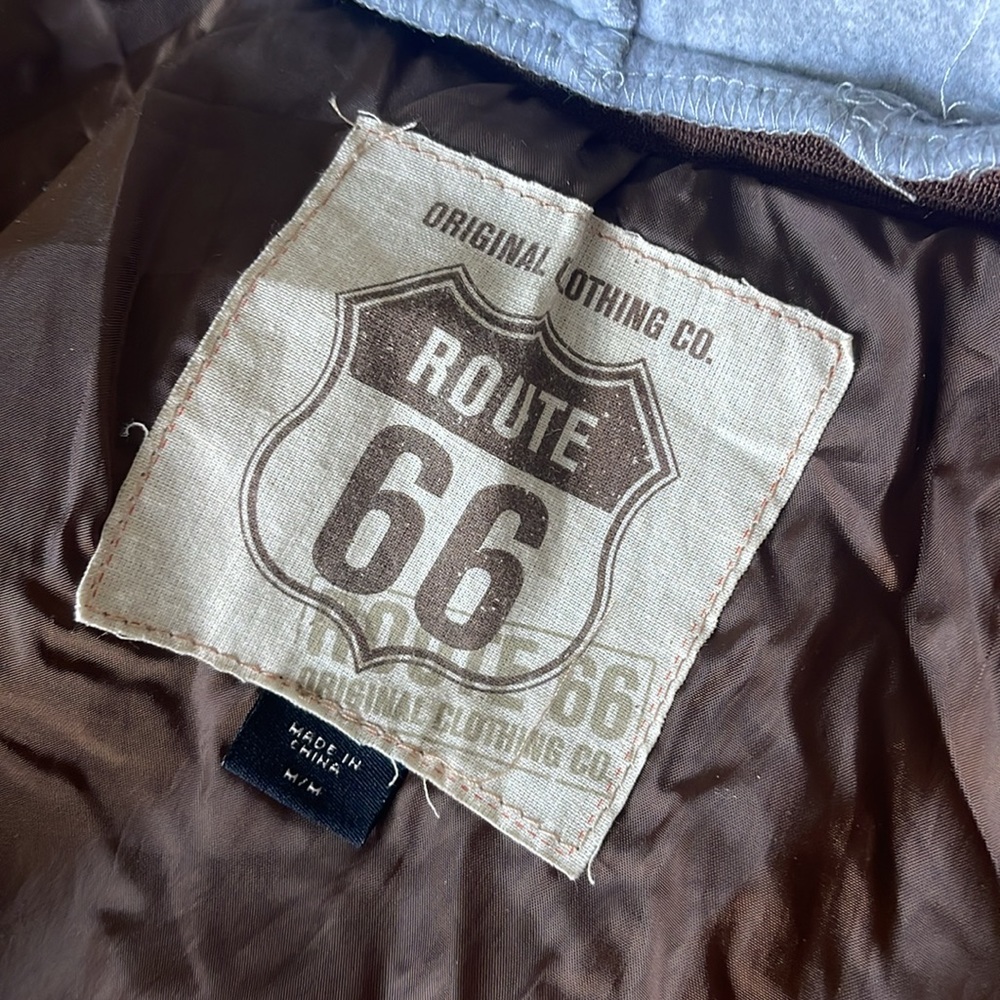 ORIGINAL CLOTHING CO.
ROUTE
66
ROUTE 66
ORIGINAL CLOTHING CO.
MADE IN
CHINA
M/M